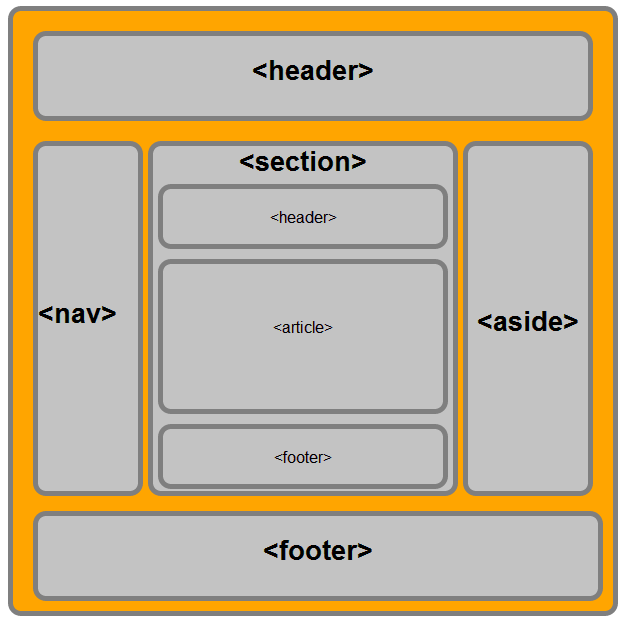 <header>
<nav>
<section>
<header>
<article>
<footer>
<aside>
<footer>